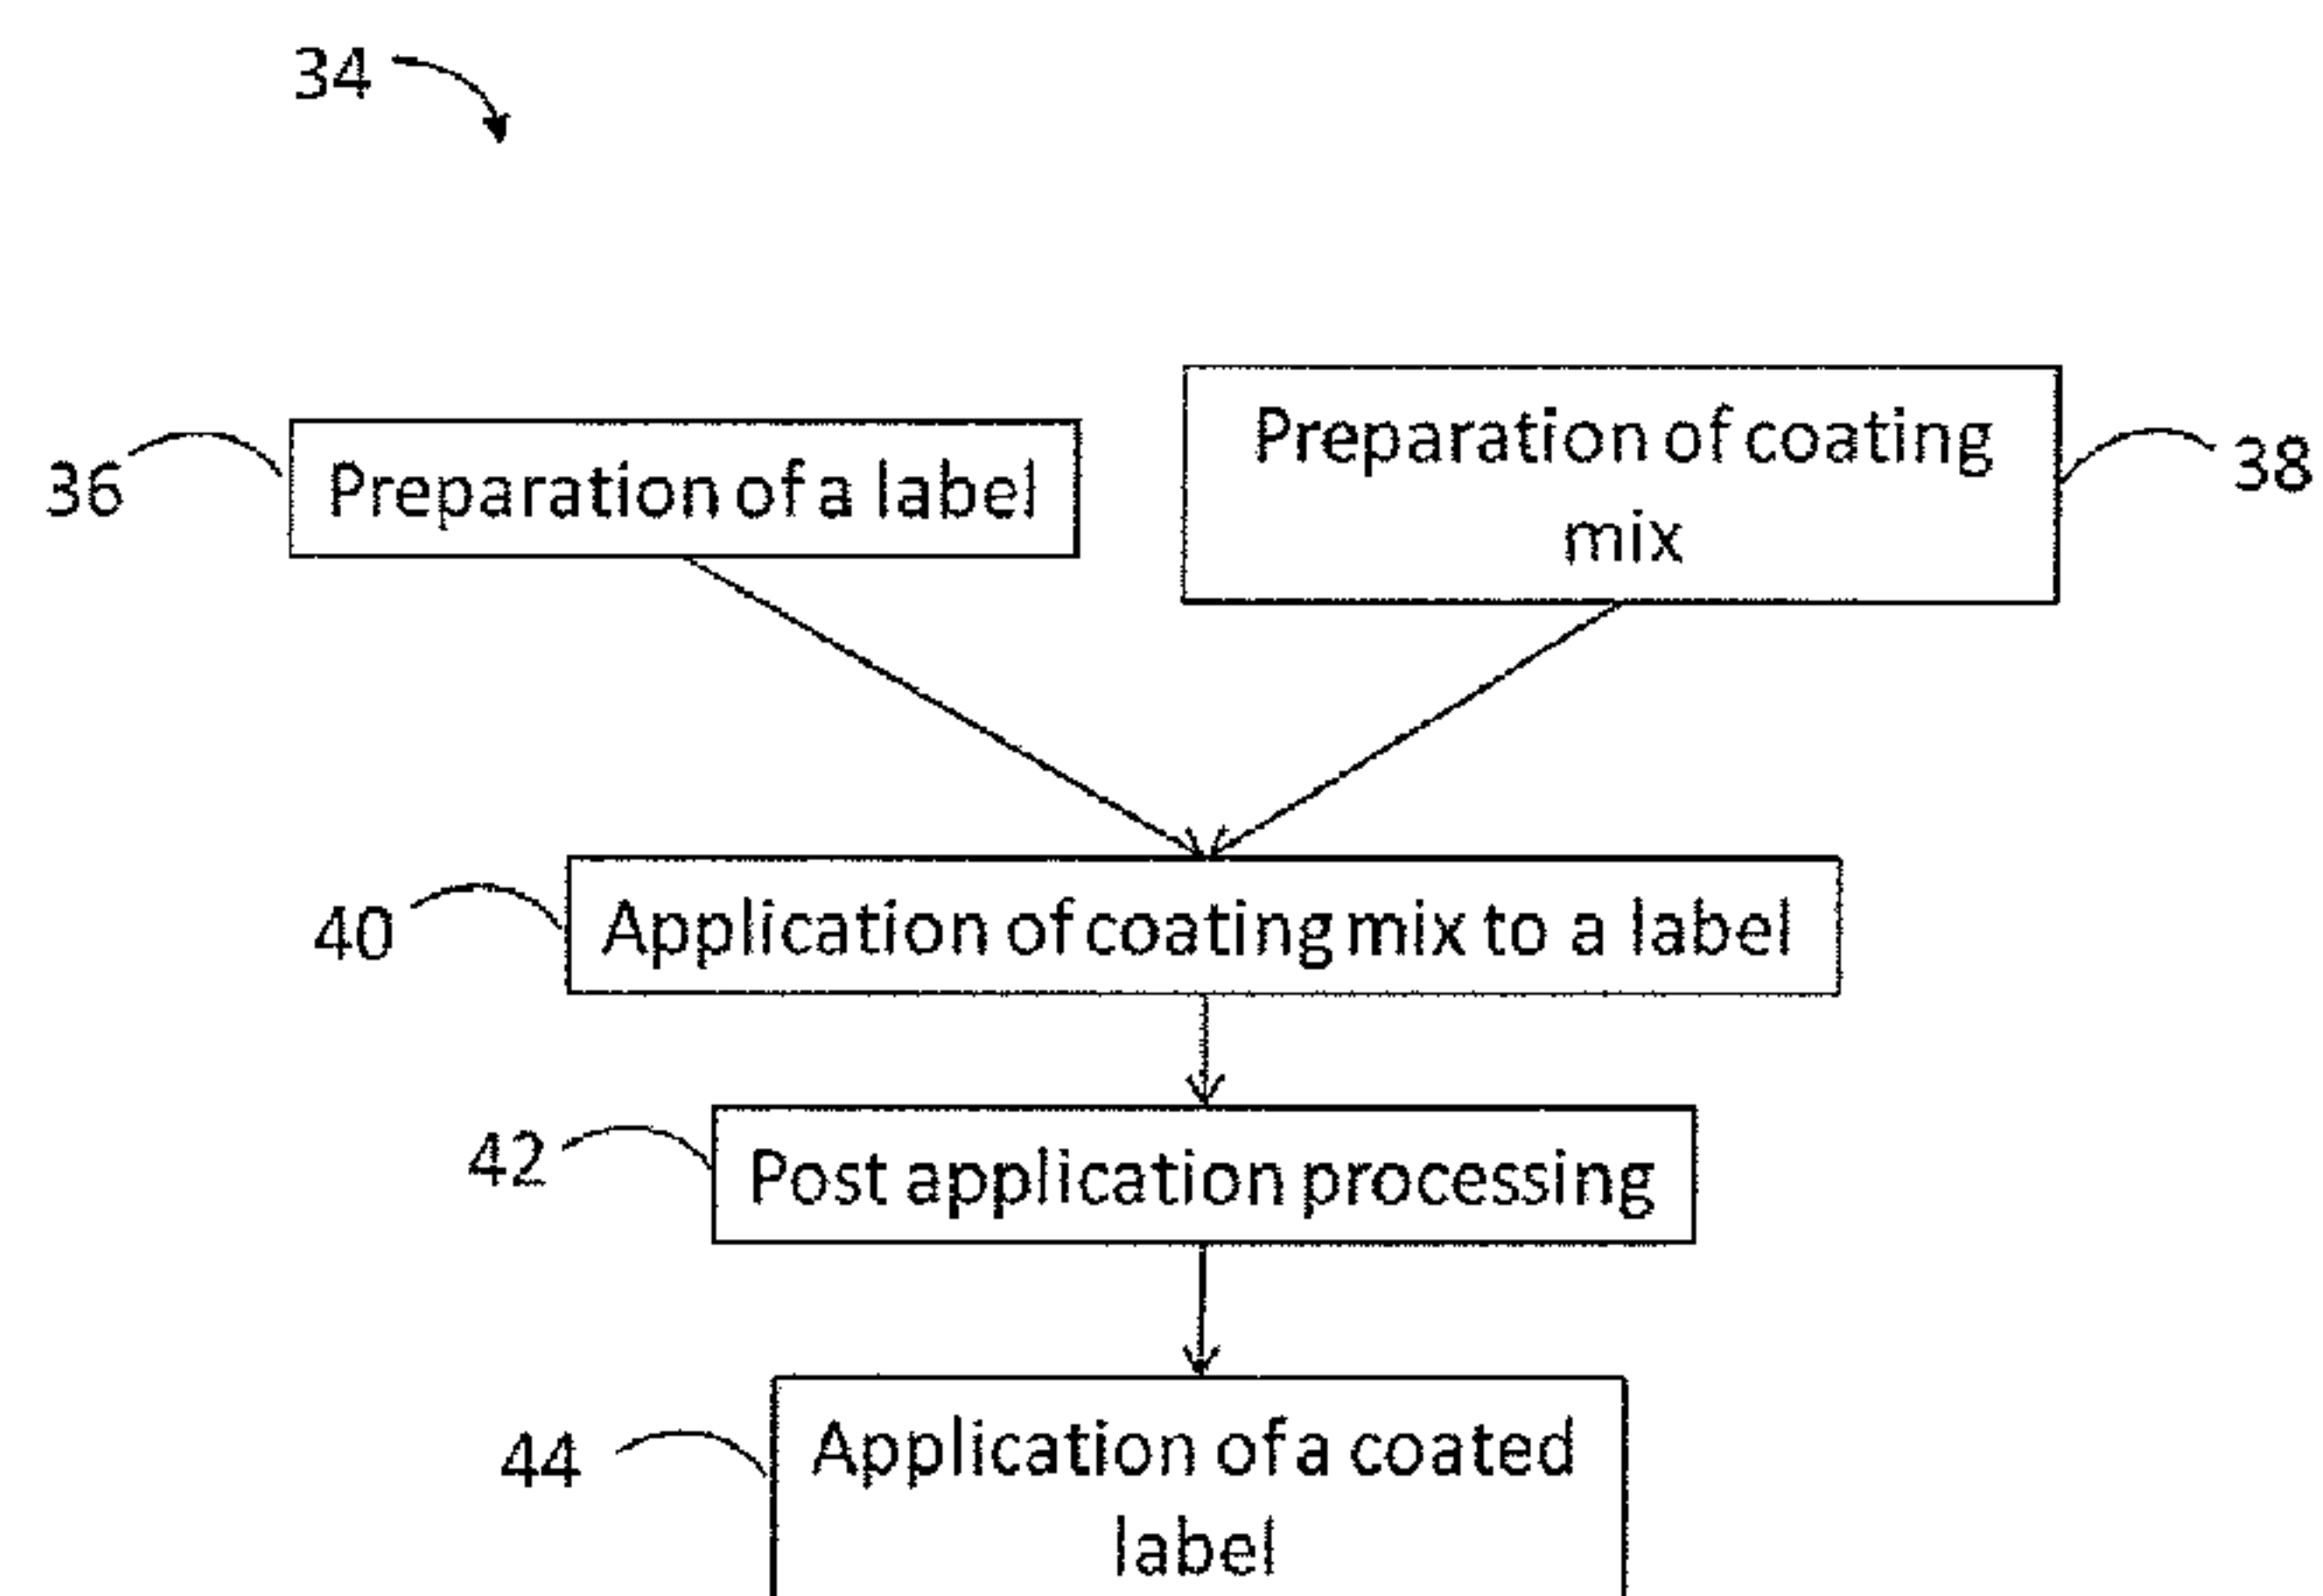 34
36
Preparation of a label
Preparation of coating
mix
38
40
Application of coating mix to a label
42
Post application processing
44
Application of a coated
label